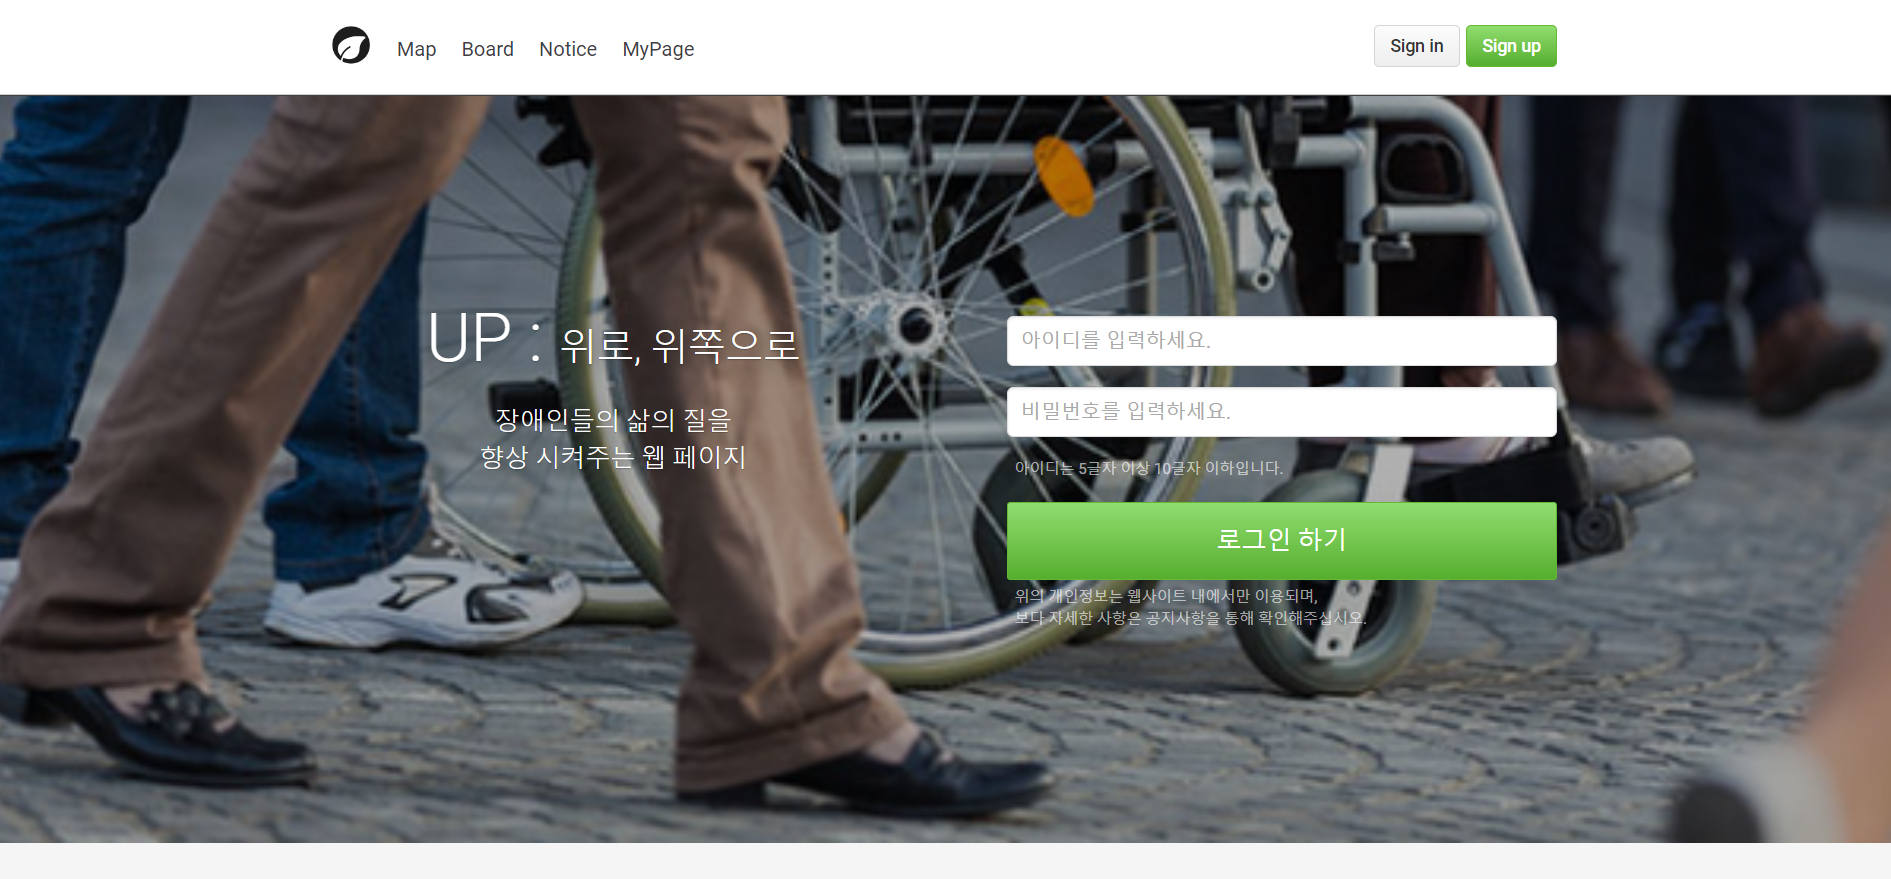 Map Board Notice MyPage
Sign in Sign up
UP : 위로, 위쪽으로
장애인들의 삶의 질을
향상 시켜주는 웹 페이지
아이디를 입력하세요.
비밀번호를 입력하세요.
아이디는 5글자 이상 10글자 이하입니다.
로그인 하기
위의 개인정보는 웹사이트 내에서만 이용되며,
보다 자세한 사항은 공지사항을 통해 확인해주십시오.